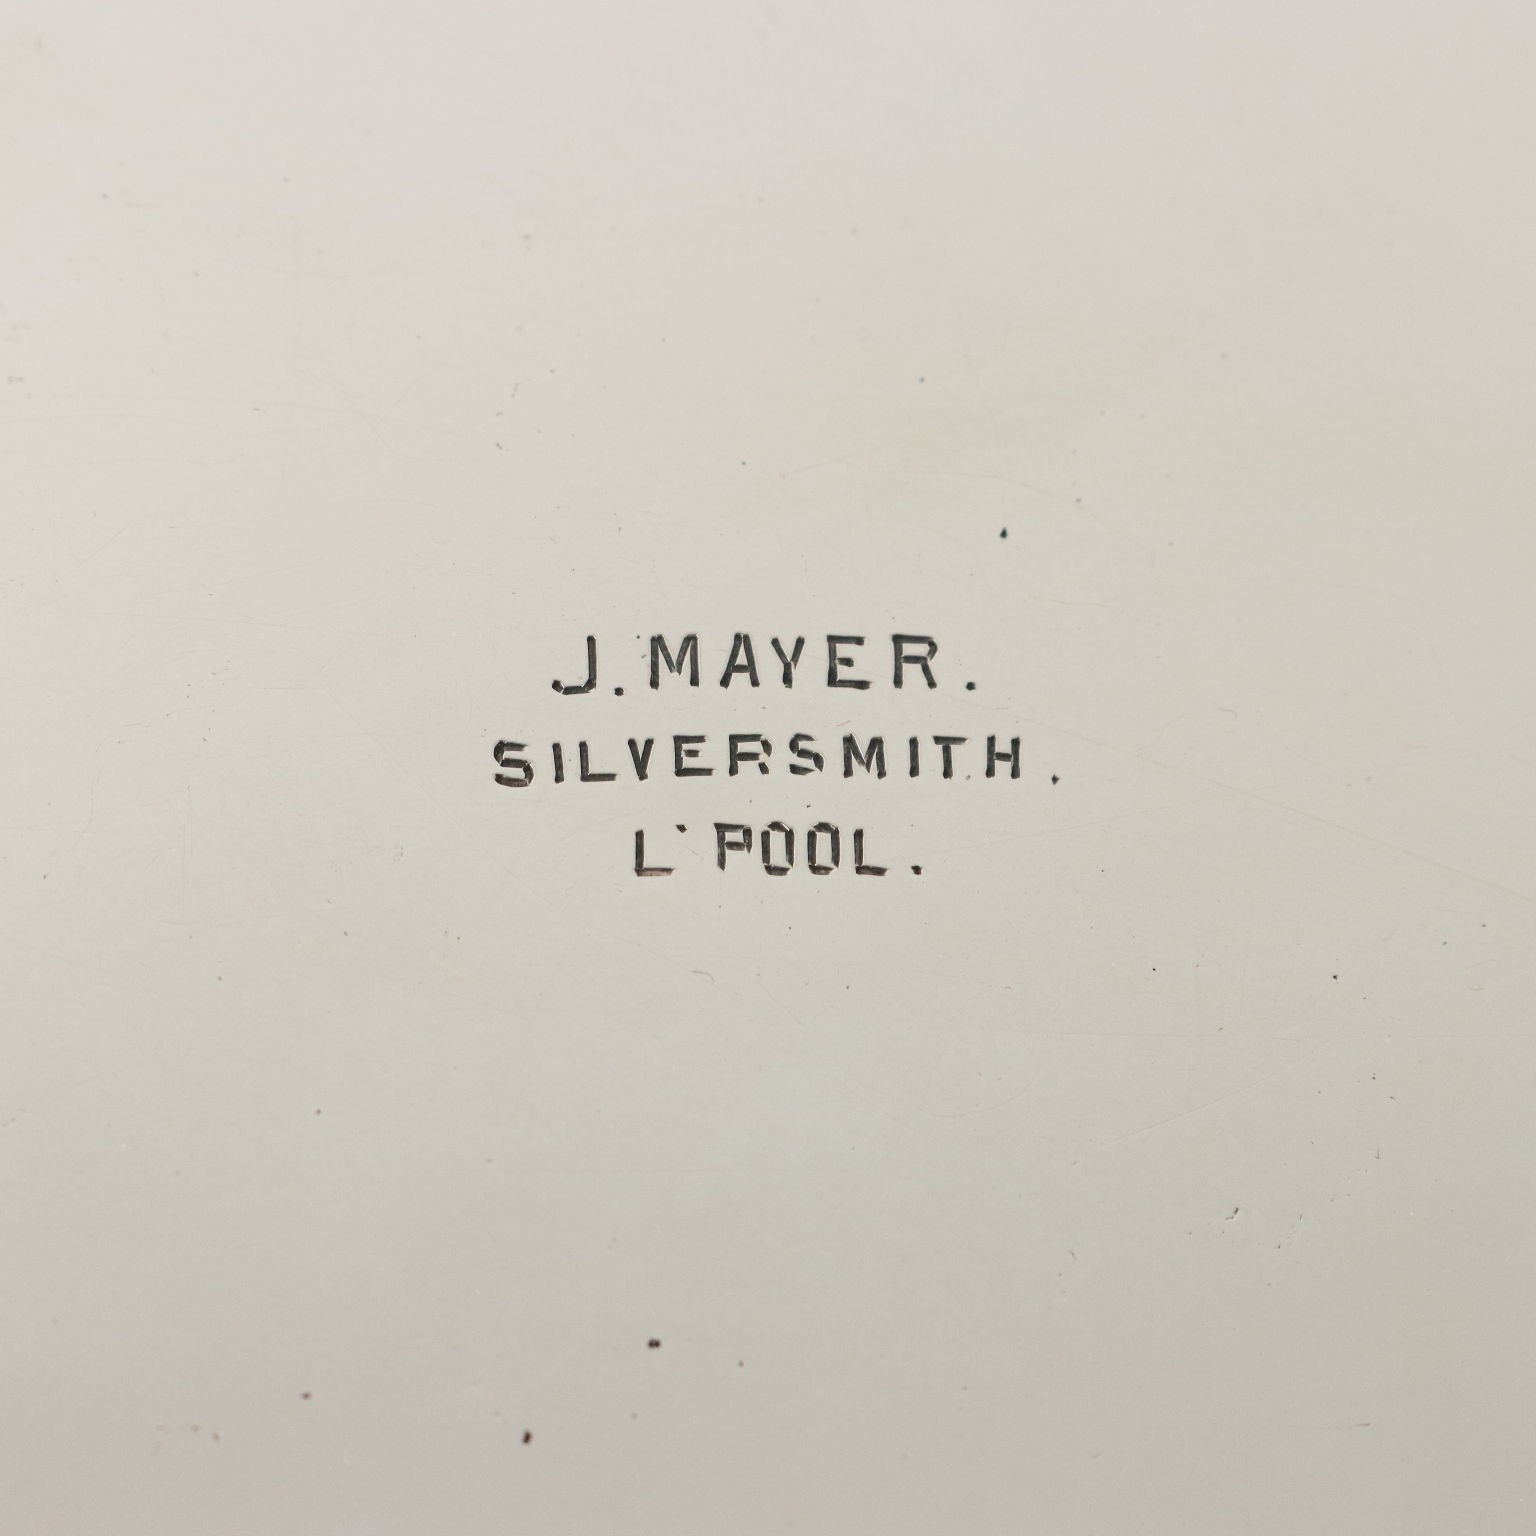 J. MAYER.
SILVERSMITH.
L'POOL.